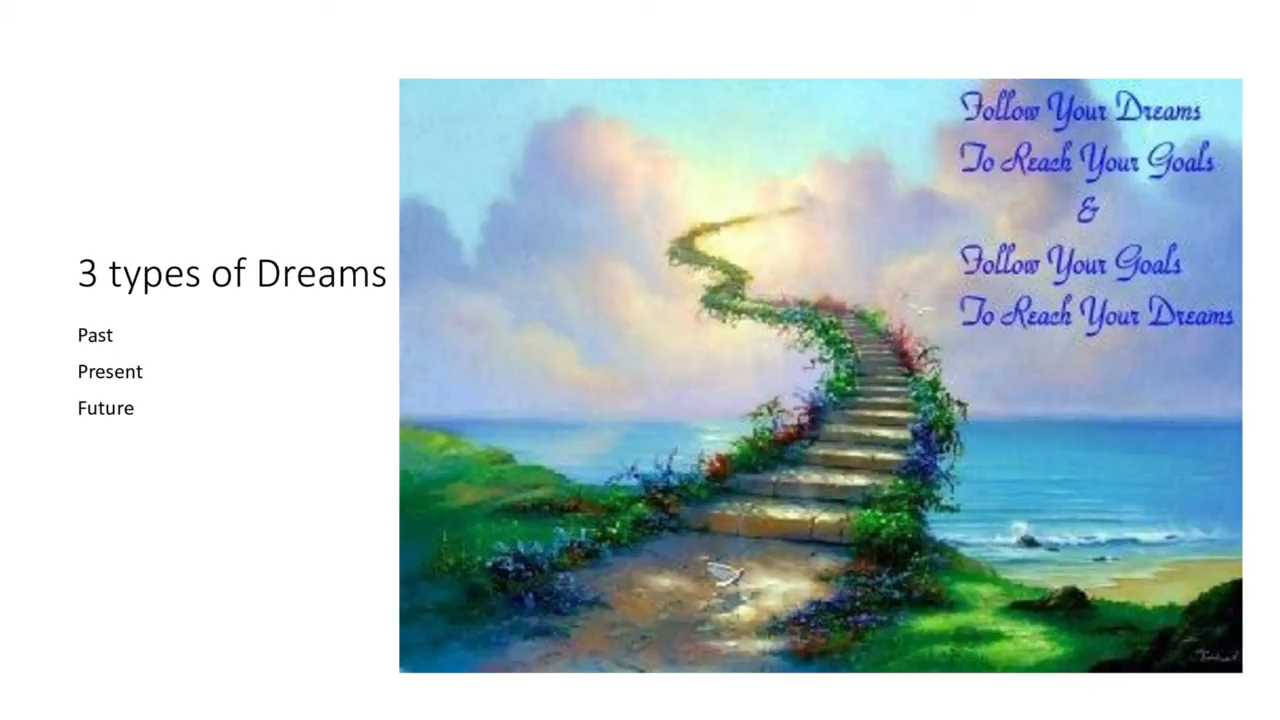 3 types of Dreams
Past
Present
Future
Follow Your Dreams
To Reach Your Goals
&
Follow Your Goals
To Reach Your Dreams